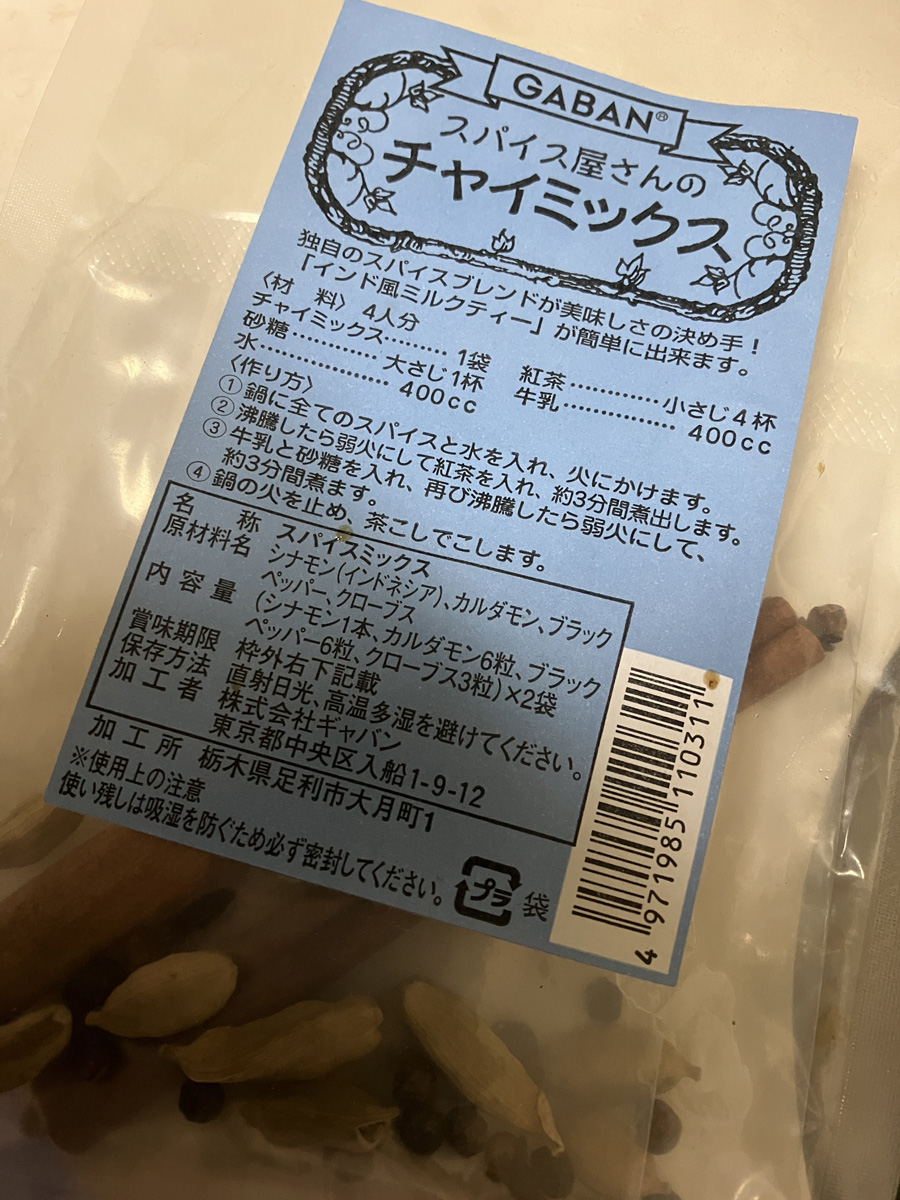 GABAN®
スパイス屋さんの
チャイミックス
独自のスパイスブレンドが美味しさの決め手!
「インド風ミルクティー」が簡単に出来ます。
〈材 料〉 4人分
チャイミックス……… 1袋 紅茶…………小さじ4杯
砂糖…………大さじ1杯 牛乳…………… 400cc
水……………… 400cc
〈作り方〉
①鍋に全てのスパイスと水を入れ、火にかけます。
②沸騰したら弱火にして紅茶を入れ、約3分間煮出します。
③牛乳と砂糖を入れ、再び沸騰したら弱火にして、
約3分間煮ます。
④鍋の火を止め、茶こしでこします。
名 称 スパイスミックス
原材料名 シナモン(インドネシア)、カルダモン、ブラック
ペッパー、クローブス
内容量 (シナモン1本、カルダモン6粒、ブラック
ペッパー6粒、クローブス3粒)×2袋
賞味期限 枠外右下記載
保存方法 直射日光、高温多湿を避けてください。
加工者 株式会社ギャバン
東京都中央区入船1-9-12
加工所 栃木県足利市大月町1
※使用上の注意
使い残しは吸湿を防ぐため必ず密封してください。
プラ 袋
4 971985 110311